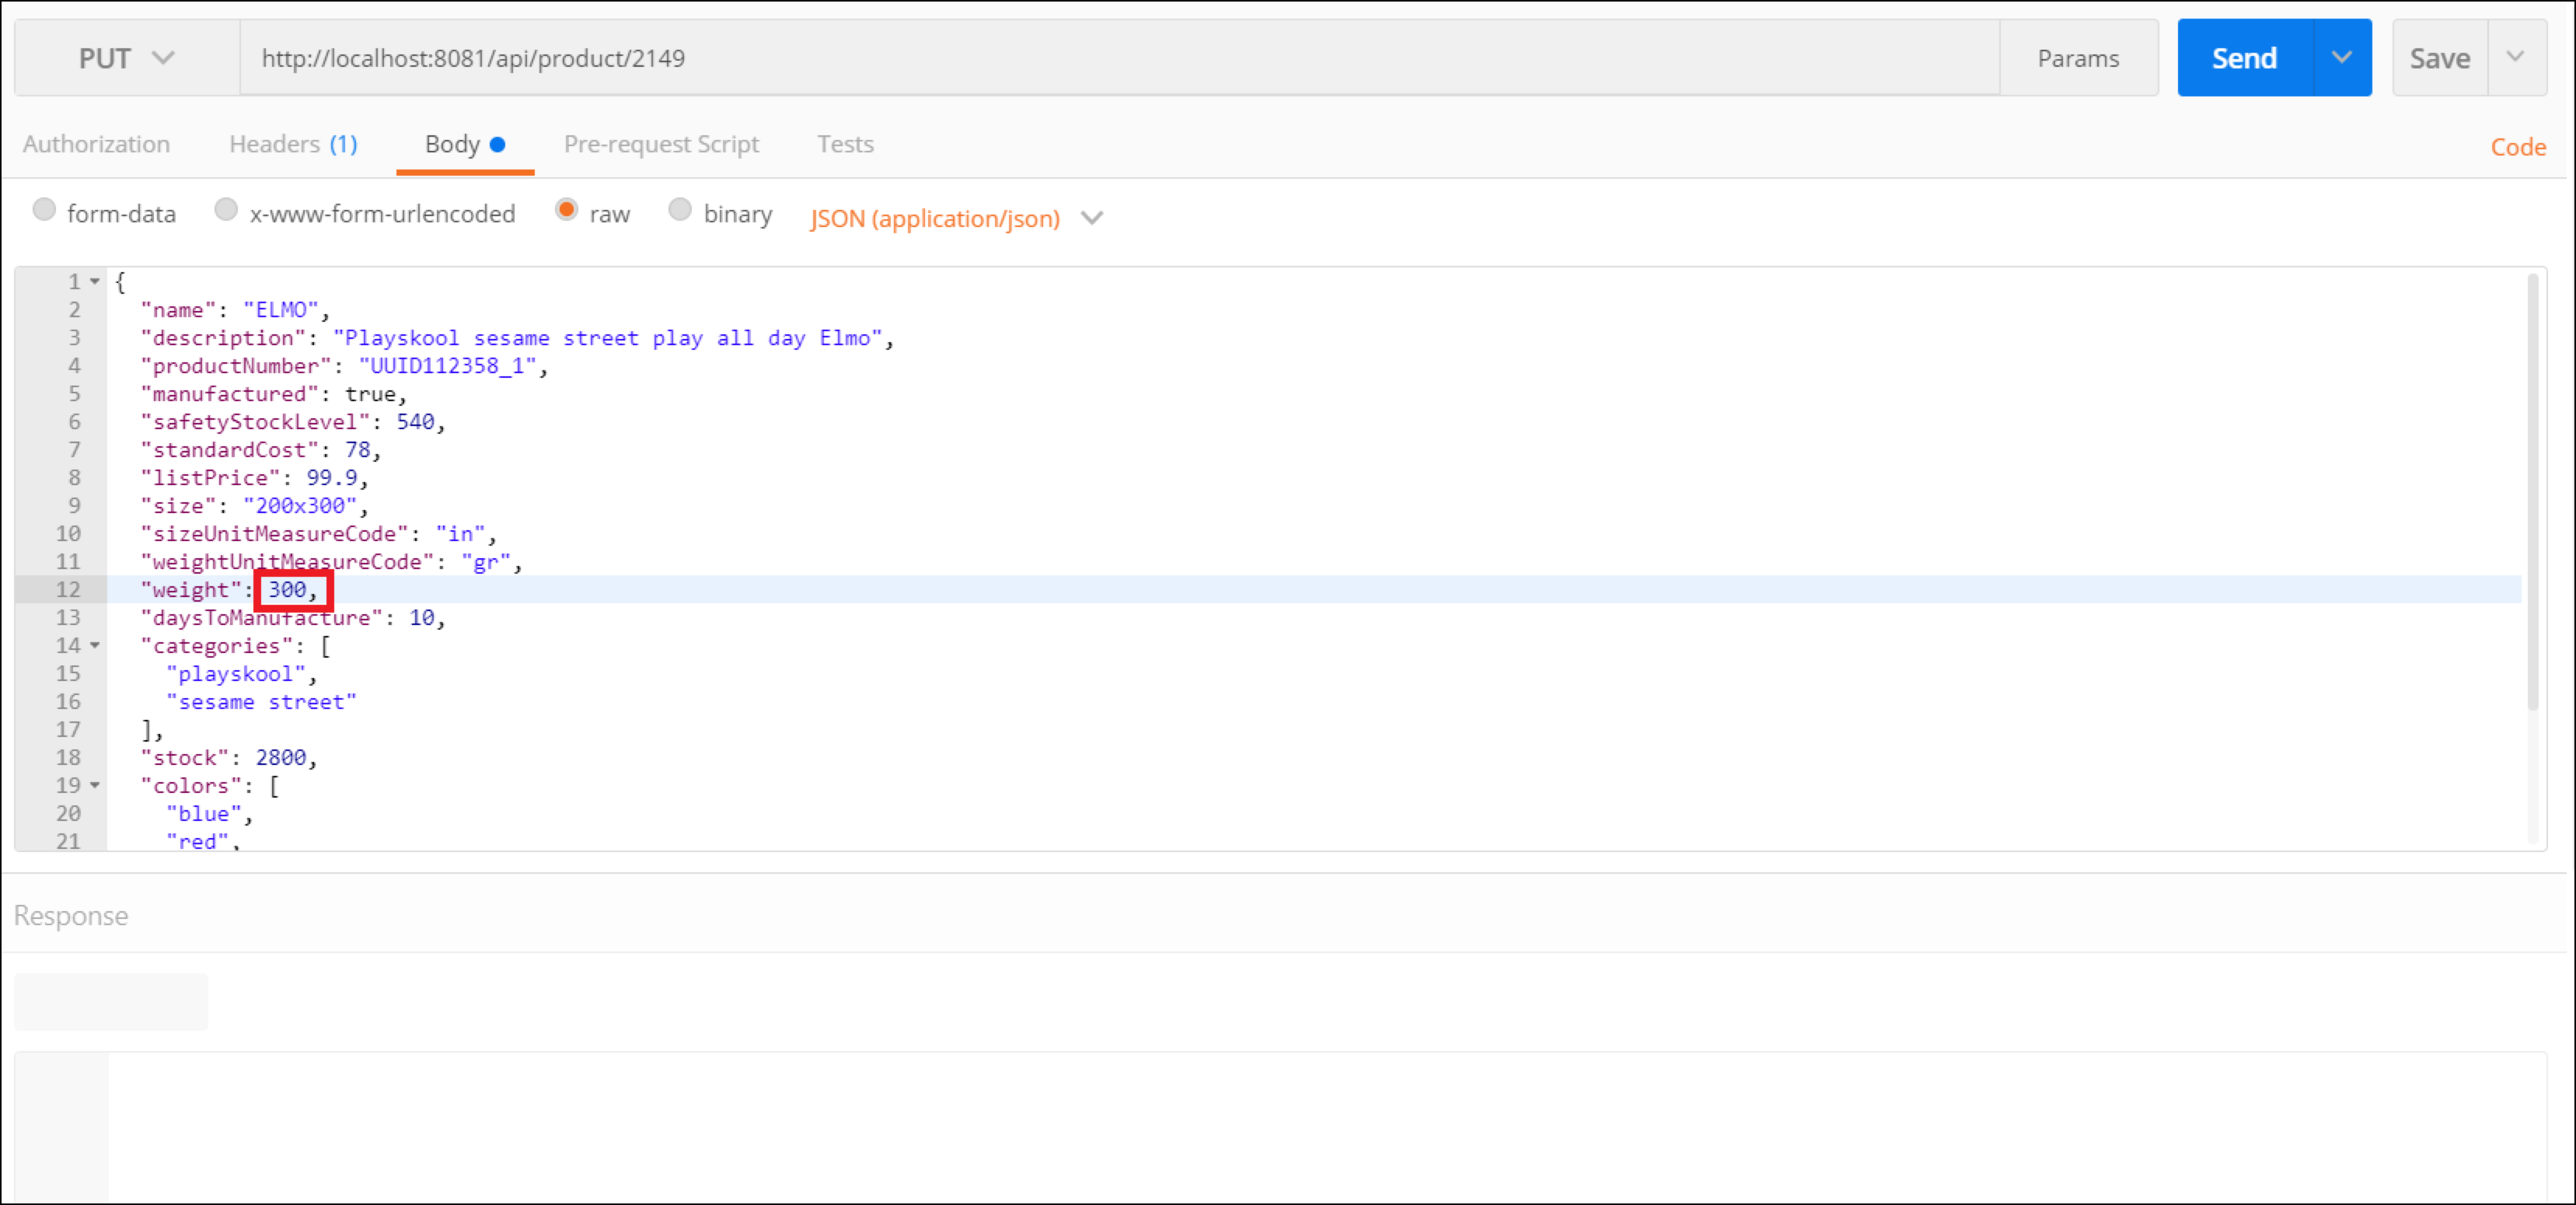 PUT http://localhost:8081/api/product/2149 Params Send Save
Authorization Headers (1) Body Pre-request Script Tests Code
form-data x-www-form-urlencoded raw binary JSON (application/json)
1 {
2 "name": "ELMO",
3 "description": "Playskool sesame street play all day Elmo",
4 "productNumber": "UUID112358_1",
5 "manufactured": true,
6 "safetyStockLevel": 540,
7 "standardCost": 78,
8 "listPrice": 99.9,
9 "size": "200x300",
10 "sizeUnitMeasureCode": "in",
11 "weightUnitMeasureCode": "gr",
12 "weight": 300,
13 "daysToManufacture": 10,
14 "categories": [
15 "playskool",
16 "sesame street"
17 ],
18 "stock": 2800,
19 "colors": [
20 "blue",
21 "red",
Response